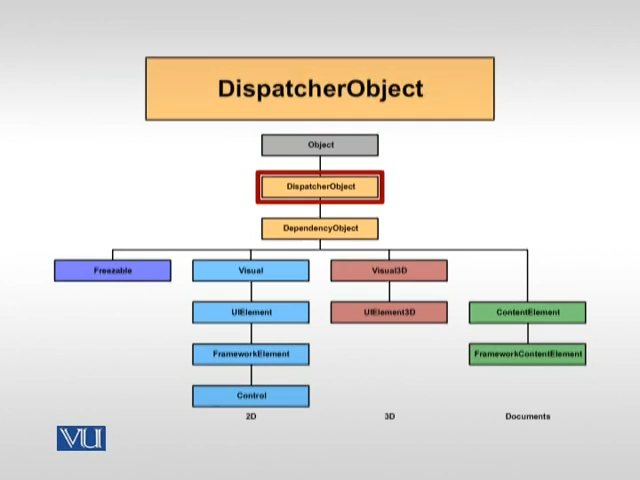 DispatcherObject
Object
DispatcherObject
DependencyObject
Freezable
Visual
Visual3D
UIElement
UIElement3D
ContentElement
FrameworkElement
FrameworkContentElement
Control
2D
3D
Documents
VU